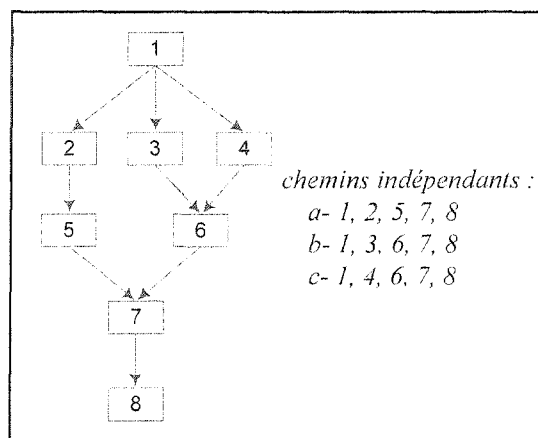 1
2 3 4
chemins indépendants :
a- 1, 2, 5, 7, 8
5 6
b- 1, 3, 6, 7, 8
c- 1, 4, 6, 7, 8
7
8